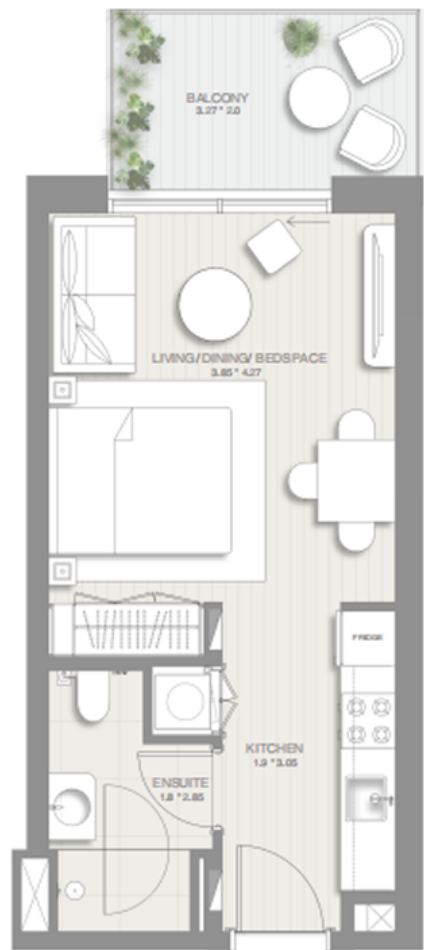 BALCONY
3.27 * 2.0
LIVING/DINING/ BEDSPACE
3.85 * 4.27
FRIDGE
KITCHEN
1.9 * 3.05
ENSUITE
1.8 * 2.85